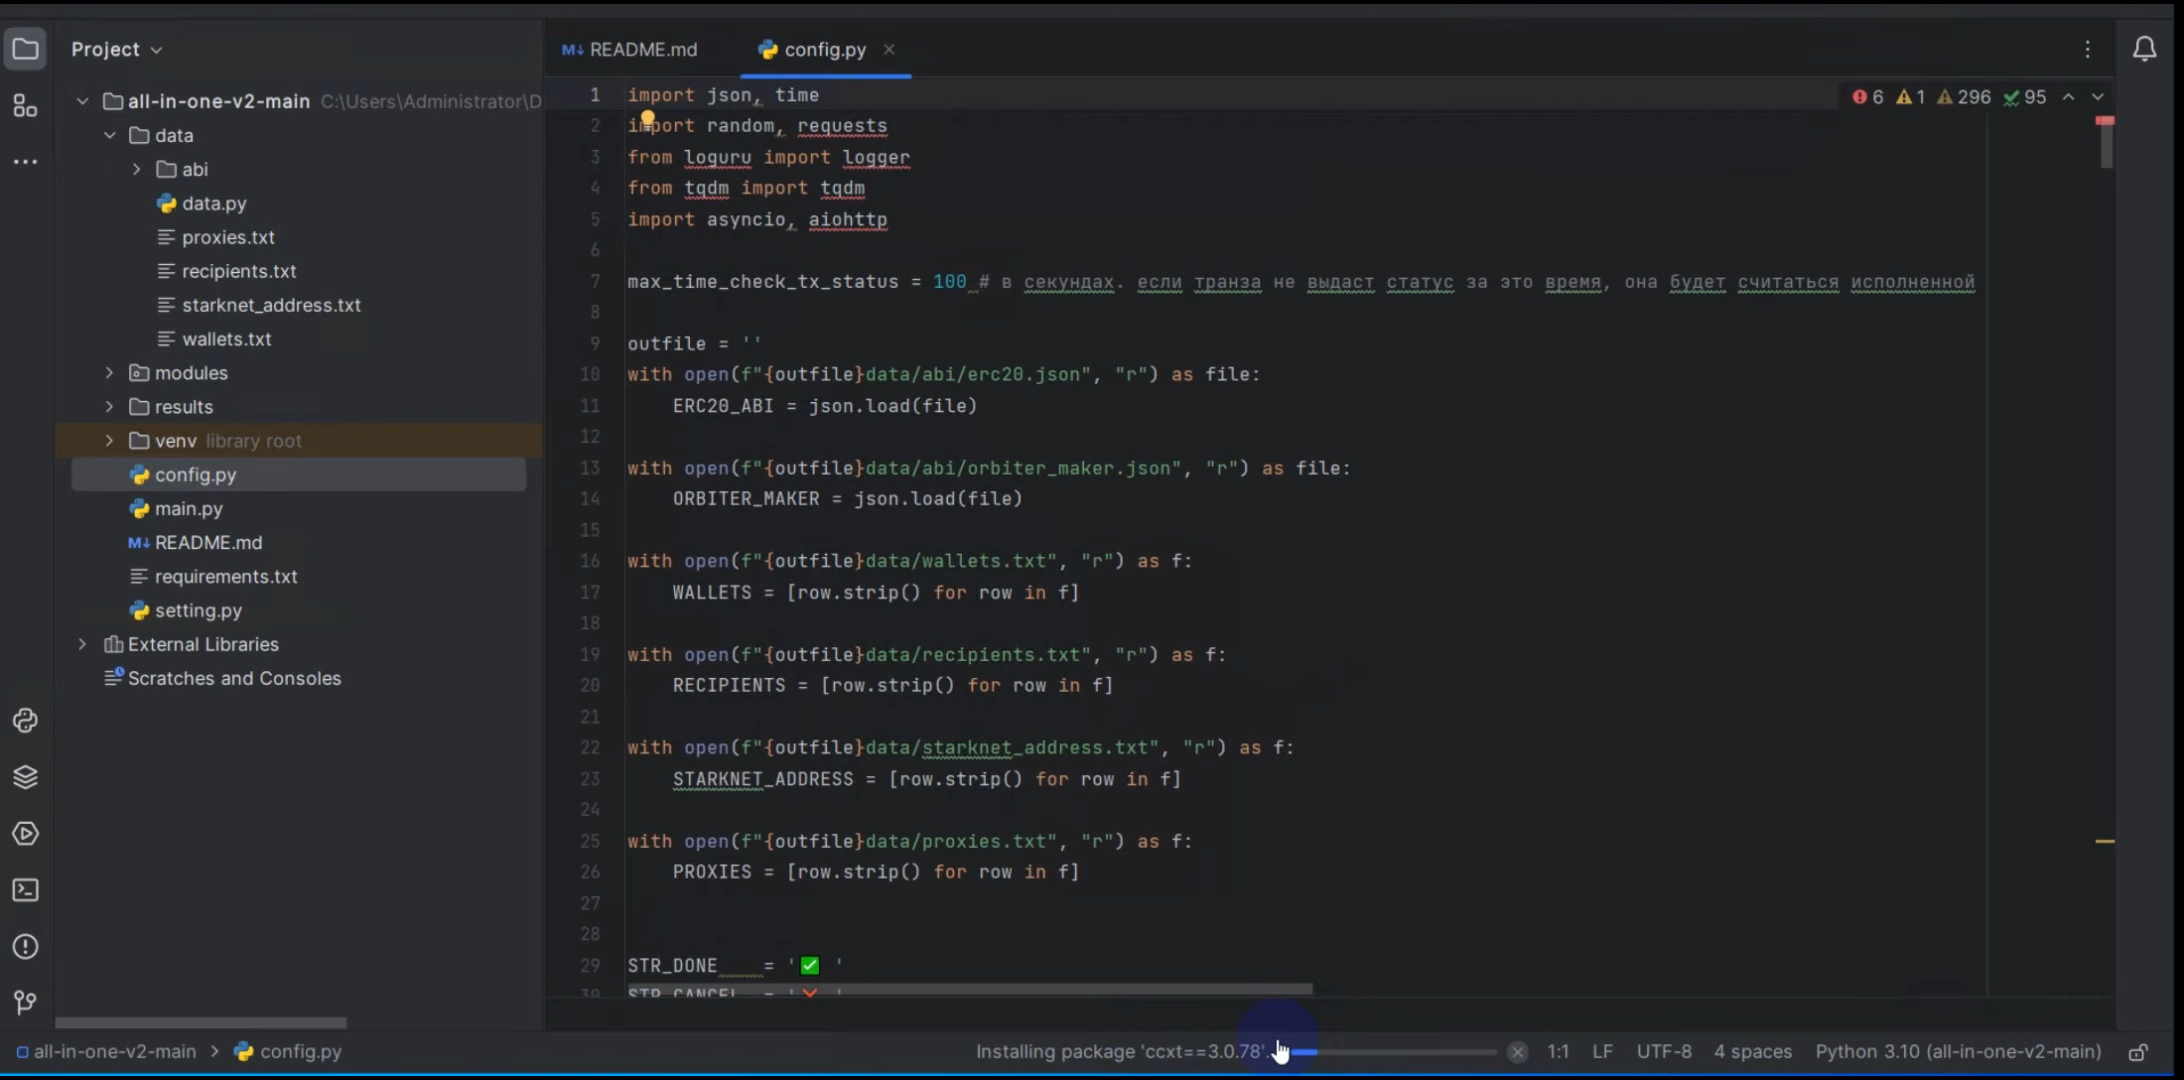 Project
README.md
config.py
all-in-one-v2-main C:\Users\Administrator\D
data
abi
data.py
proxies.txt
recipients.txt
starknet_address.txt
wallets.txt
modules
results
venv library root
config.py
main.py
M↓ README.md
requirements.txt
setting.py
External Libraries
Scratches and Consoles
6 1 296 95
1 import json, time
2 import random, requests
3 from loguru import logger
4 from tqdm import tqdm
5 import asyncio, aiohttp
6
7 max_time_check_tx_status = 100 # в секундах. если транза не выдаст статус за это время, она будет считаться исполненной
8
9 outfile = ''
10 with open(f"{outfile}data/abi/erc20.json", "r") as file:
11 ERC20_ABI = json.load(file)
12
13 with open(f"{outfile}data/abi/orbiter_maker.json", "r") as file:
14 ORBITER_MAKER = json.load(file)
15
16 with open(f"{outfile}data/wallets.txt", "r") as f:
17 WALLETS = [row.strip() for row in f]
18
19 with open(f"{outfile}data/recipients.txt", "r") as f:
20 RECIPIENTS = [row.strip() for row in f]
21
22 with open(f"{outfile}data/starknet_address.txt", "r") as f:
23 STARKNET_ADDRESS = [row.strip() for row in f]
24
25 with open(f"{outfile}data/proxies.txt", "r") as f:
26 PROXIES = [row.strip() for row in f]
27
28
29 STR_DONE = '✅ '
30 STR_CANCEL = '❌ '
all-in-one-v2-main > config.py
Installing package 'ccxt==3.0.78'...
1:1 LF UTF-8 4 spaces Python 3.10 (all-in-one-v2-main)